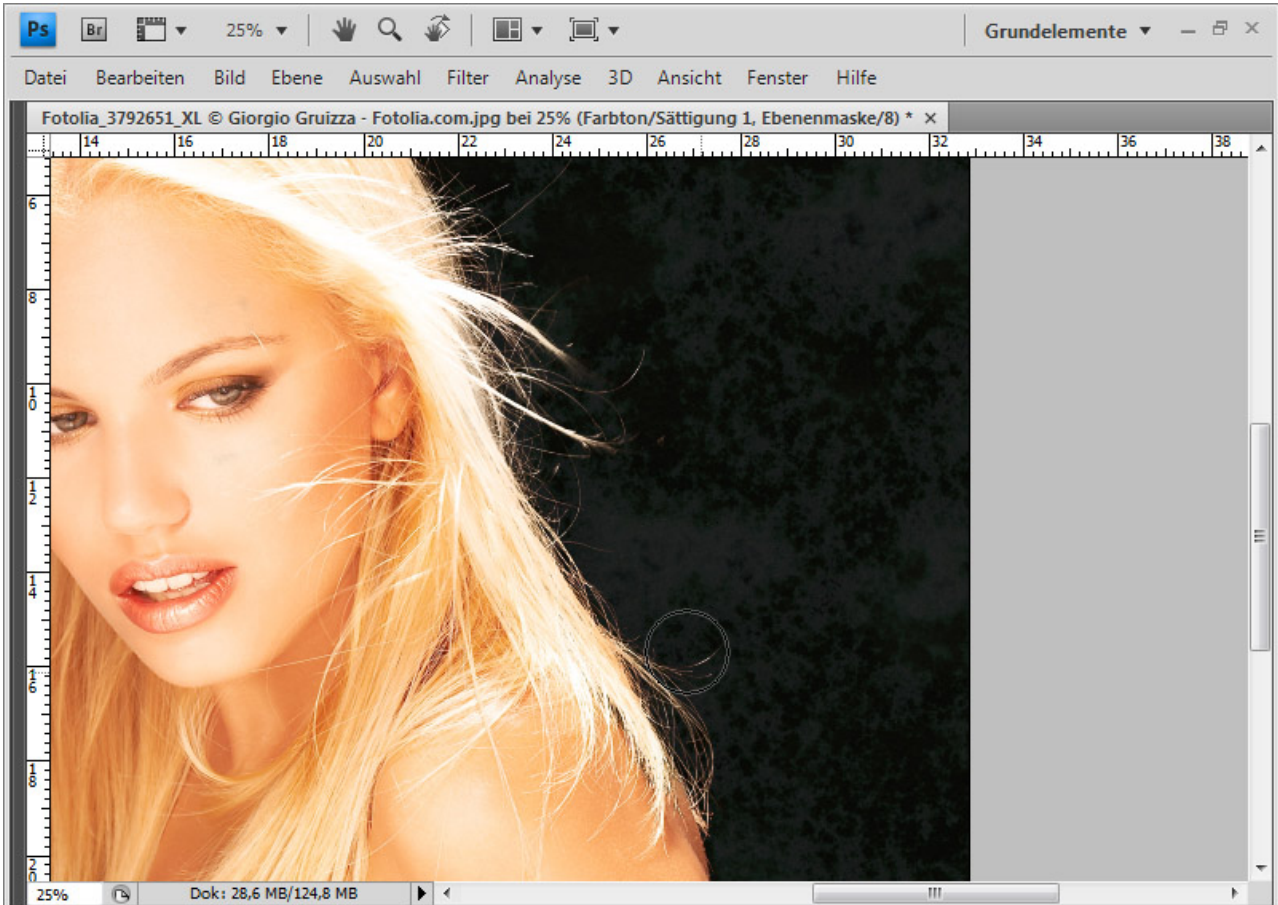 Ps Br 25% Grundelemente
Datei Bearbeiten Bild Ebene Auswahl Filter Analyse 3D Ansicht Fenster Hilfe
Fotolia_3792651_XL © Giorgio Gruizza - Fotolia.com.jpg bei 25% (Farbton/Sättigung 1, Ebenenmaske/8) * ×
14 16 18 20 22 24 26 28 30 32 34 36 38
6
8
10
12
14
16
18
20
25% Dok: 28,6 MB/124,8 MB